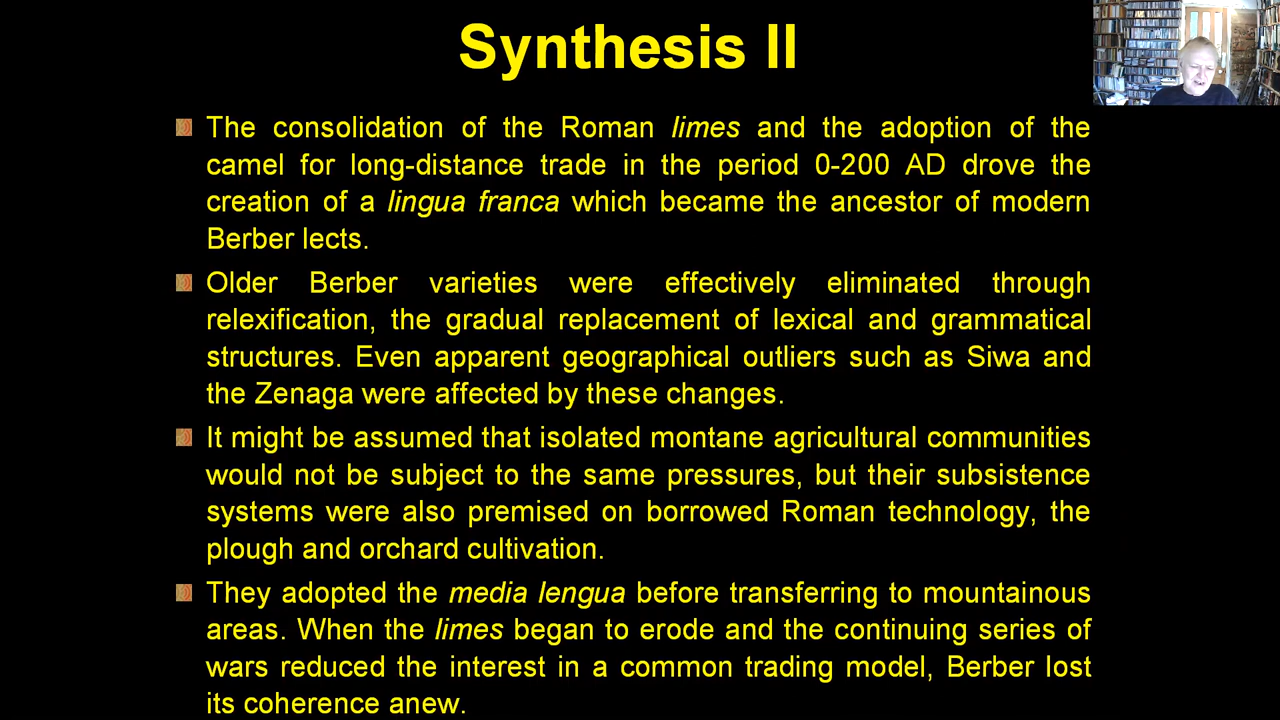 Synthesis II
The consolidation of the Roman limes and the adoption of the
camel for long-distance trade in the period 0-200 AD drove the
creation of a lingua franca which became the ancestor of modern
Berber lects.
Older Berber varieties were effectively eliminated through
relexification, the gradual replacement of lexical and grammatical
structures. Even apparent geographical outliers such as Siwa and
the Zenaga were affected by these changes.
It might be assumed that isolated montane agricultural communities
would not be subject to the same pressures, but their subsistence
systems were also premised on borrowed Roman technology, the
plough and orchard cultivation.
They adopted the media lengua before transferring to mountainous
areas. When the limes began to erode and the continuing series of
wars reduced the interest in a common trading model, Berber lost
its coherence anew.